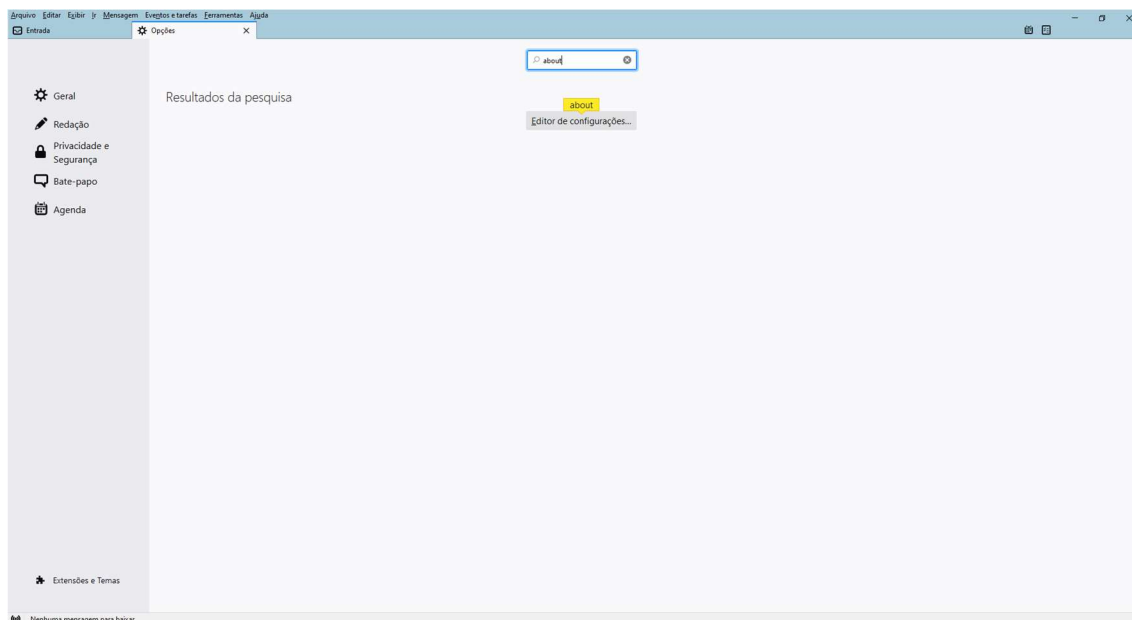 Arquivo Editar Exibir Ir Mensagem Eventos e tarefas Ferramentas Ajuda
Entrada
Opções
about
Geral
Resultados da pesquisa
about
Editor de configurações...
Redação
Privacidade e
Segurança
Bate-papo
Agenda
Extensões e Temas
Nenhuma mensagem para baixar